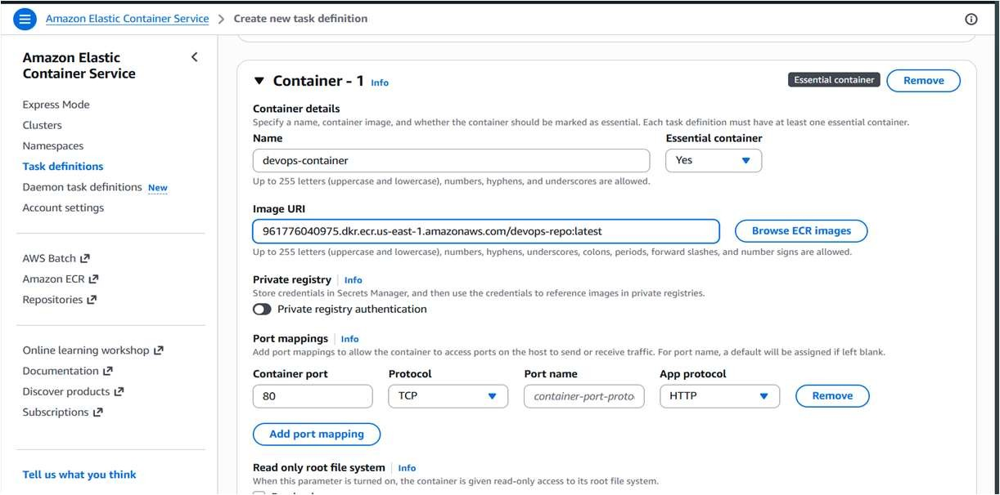 Amazon Elastic Container Service > Create new task definition
Amazon Elastic
Container Service
Express Mode
Clusters
Namespaces
Task definitions
Daemon task definitions New
Account settings
AWS Batch
Amazon ECR
Repositories
Online learning workshop
Documentation
Discover products
Subscriptions
Tell us what you think
Container - 1 Info
Essential container Remove
Container details
Specify a name, container image, and whether the container should be marked as essential. Each task definition must have at least one essential container.
Name Essential container
devops-container Yes
Up to 255 letters (uppercase and lowercase), numbers, hyphens, and underscores are allowed.
Image URI
961776040975.dkr.ecr.us-east-1.amazonaws.com/devops-repo:latest Browse ECR images
Up to 255 letters (uppercase and lowercase), numbers, hyphens, underscores, colons, periods, forward slashes, and number signs are allowed.
Private registry Info
Store credentials in Secrets Manager, and then use the credentials to reference images in private registries.
Private registry authentication
Port mappings Info
Add port mappings to allow the container to access ports on the host to send or receive traffic. For port name, a default will be assigned if left blank.
Container port Protocol Port name App protocol
80 TCP container-port-proto HTTP Remove
Add port mapping
Read only root file system Info
When this parameter is turned on, the container is given read-only access to its root file system.